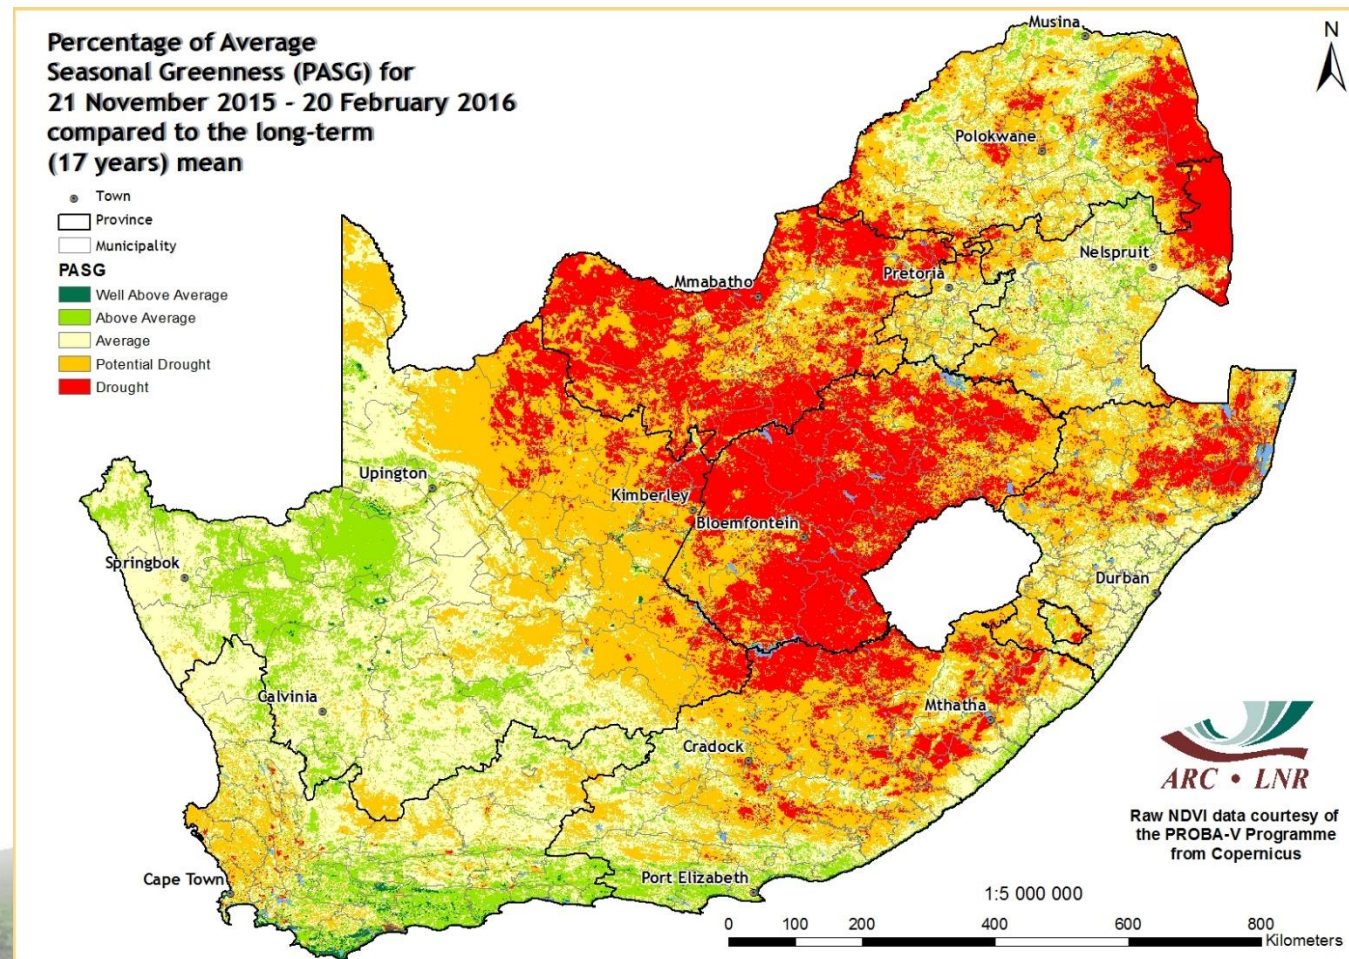 Percentage of Average
Seasonal Greenness (PASG) for
21 November 2015 - 20 February 2016
compared to the long-term
(17 years) mean
Town
Province
Municipality
PASG
Well Above Average
Above Average
Average
Potential Drought
Drought
Musina
N
Polokwane
Nelspruit
Pretoria
Mmabatho
Upington
Kimberley
Bloemfontein
Springbok
Durban
Calvinia
Mthatha
Cradock
Cape Town
Port Elizabeth
ARC • LNR
Raw NDVI data courtesy of
the PROBA-V Programme
from Copernicus
1:5 000 000
0 100 200 400 600 800
Kilometers